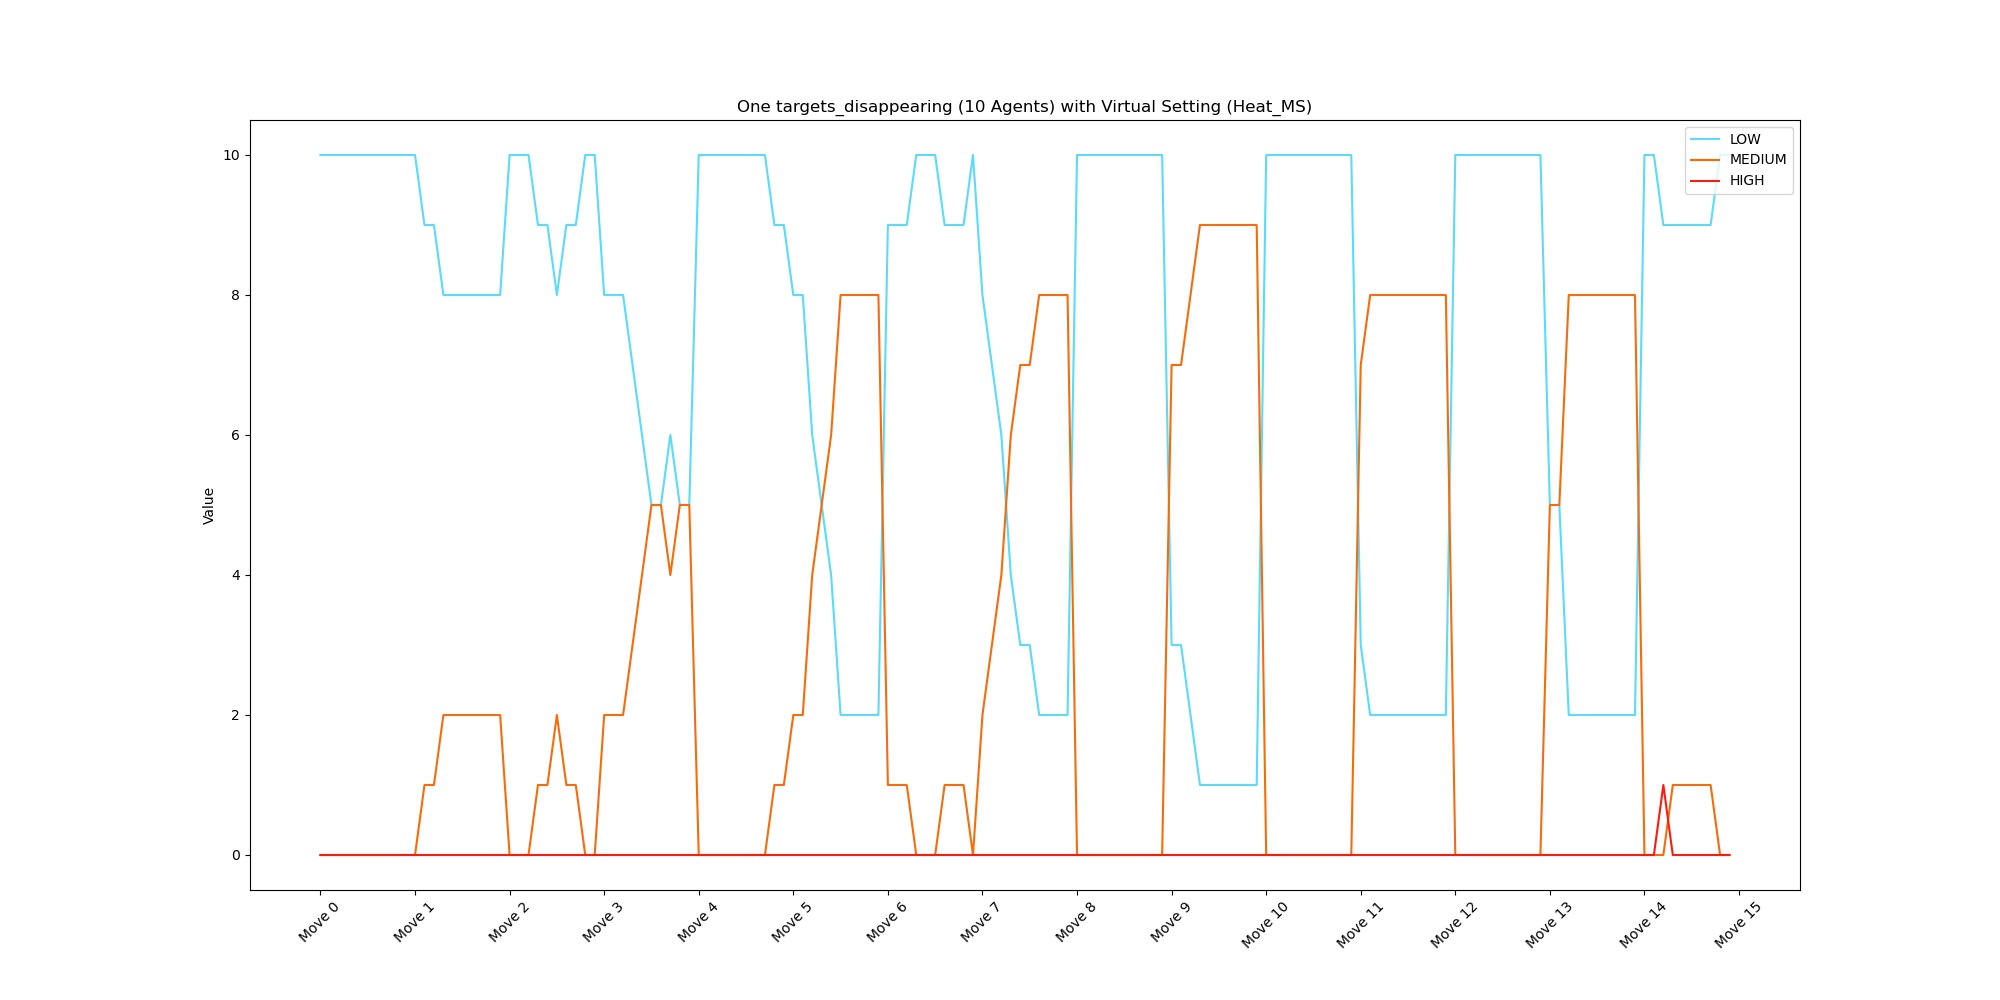 One targets_disappearing (10 Agents) with Virtual Setting (Heat_MS)
LOW
MEDIUM
HIGH
Value
10
8
6
4
2
0
Move 0
Move 1
Move 2
Move 3
Move 4
Move 5
Move 6
Move 7
Move 8
Move 9
Move 10
Move 11
Move 12
Move 13
Move 14
Move 15